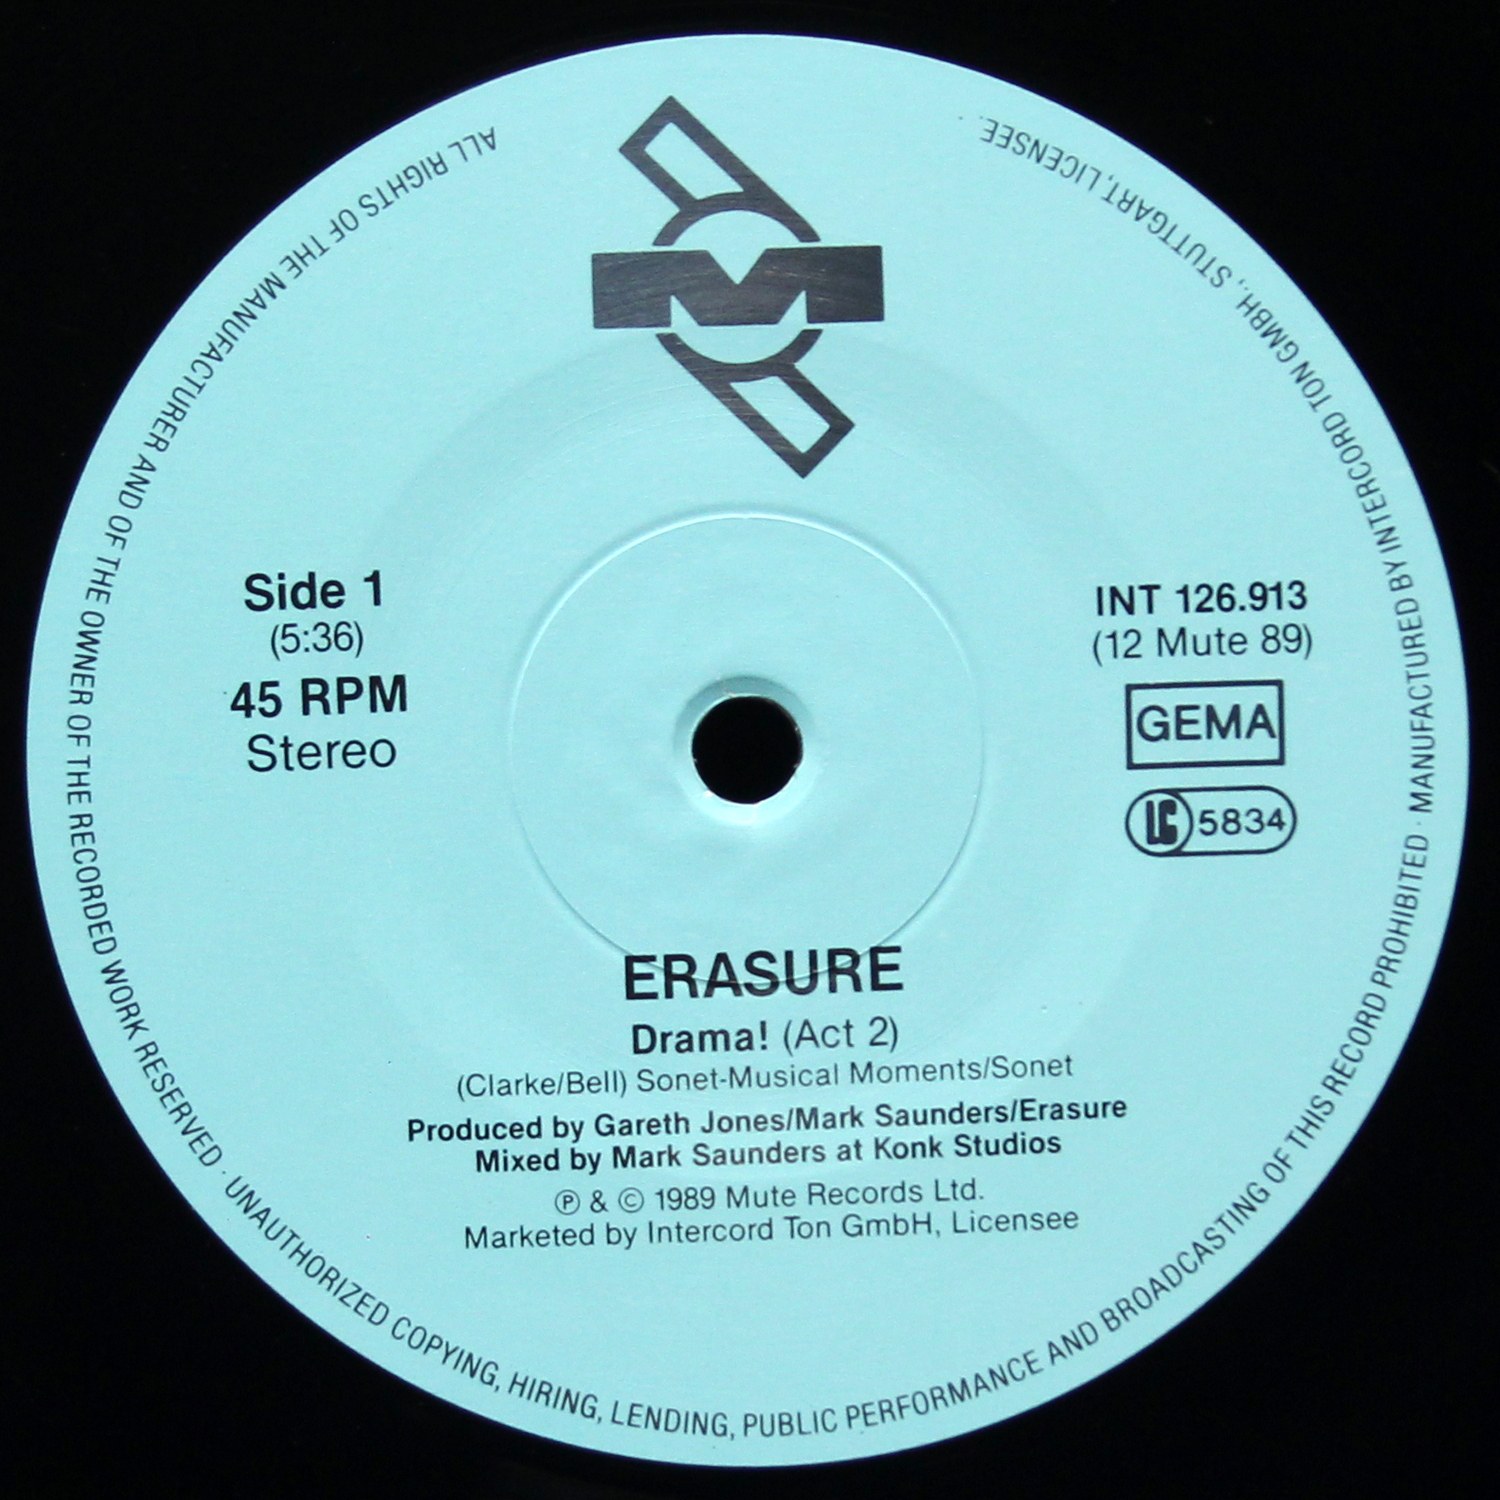 M
Side 1
(5:36)
45 RPM
Stereo
INT 126.913
(12 Mute 89)
GEMA
LC 5834
ERASURE
Drama! (Act 2)
(Clarke/Bell) Sonet-Musical Moments/Sonet
Produced by Gareth Jones/Mark Saunders/Erasure
Mixed by Mark Saunders at Konk Studios
℗ & © 1989 Mute Records Ltd.
Marketed by Intercord Ton GmbH, Licensee
ALL RIGHTS OF THE MANUFACTURER AND OF THE OWNER OF THE RECORDED WORK RESERVED · UNAUTHORIZED COPYING, HIRING, LENDING, PUBLIC PERFORMANCE AND BROADCASTING OF THIS RECORD PROHIBITED · MANUFACTURED BY INTERCORD TON GMBH., STUTTGART, LICENSEE